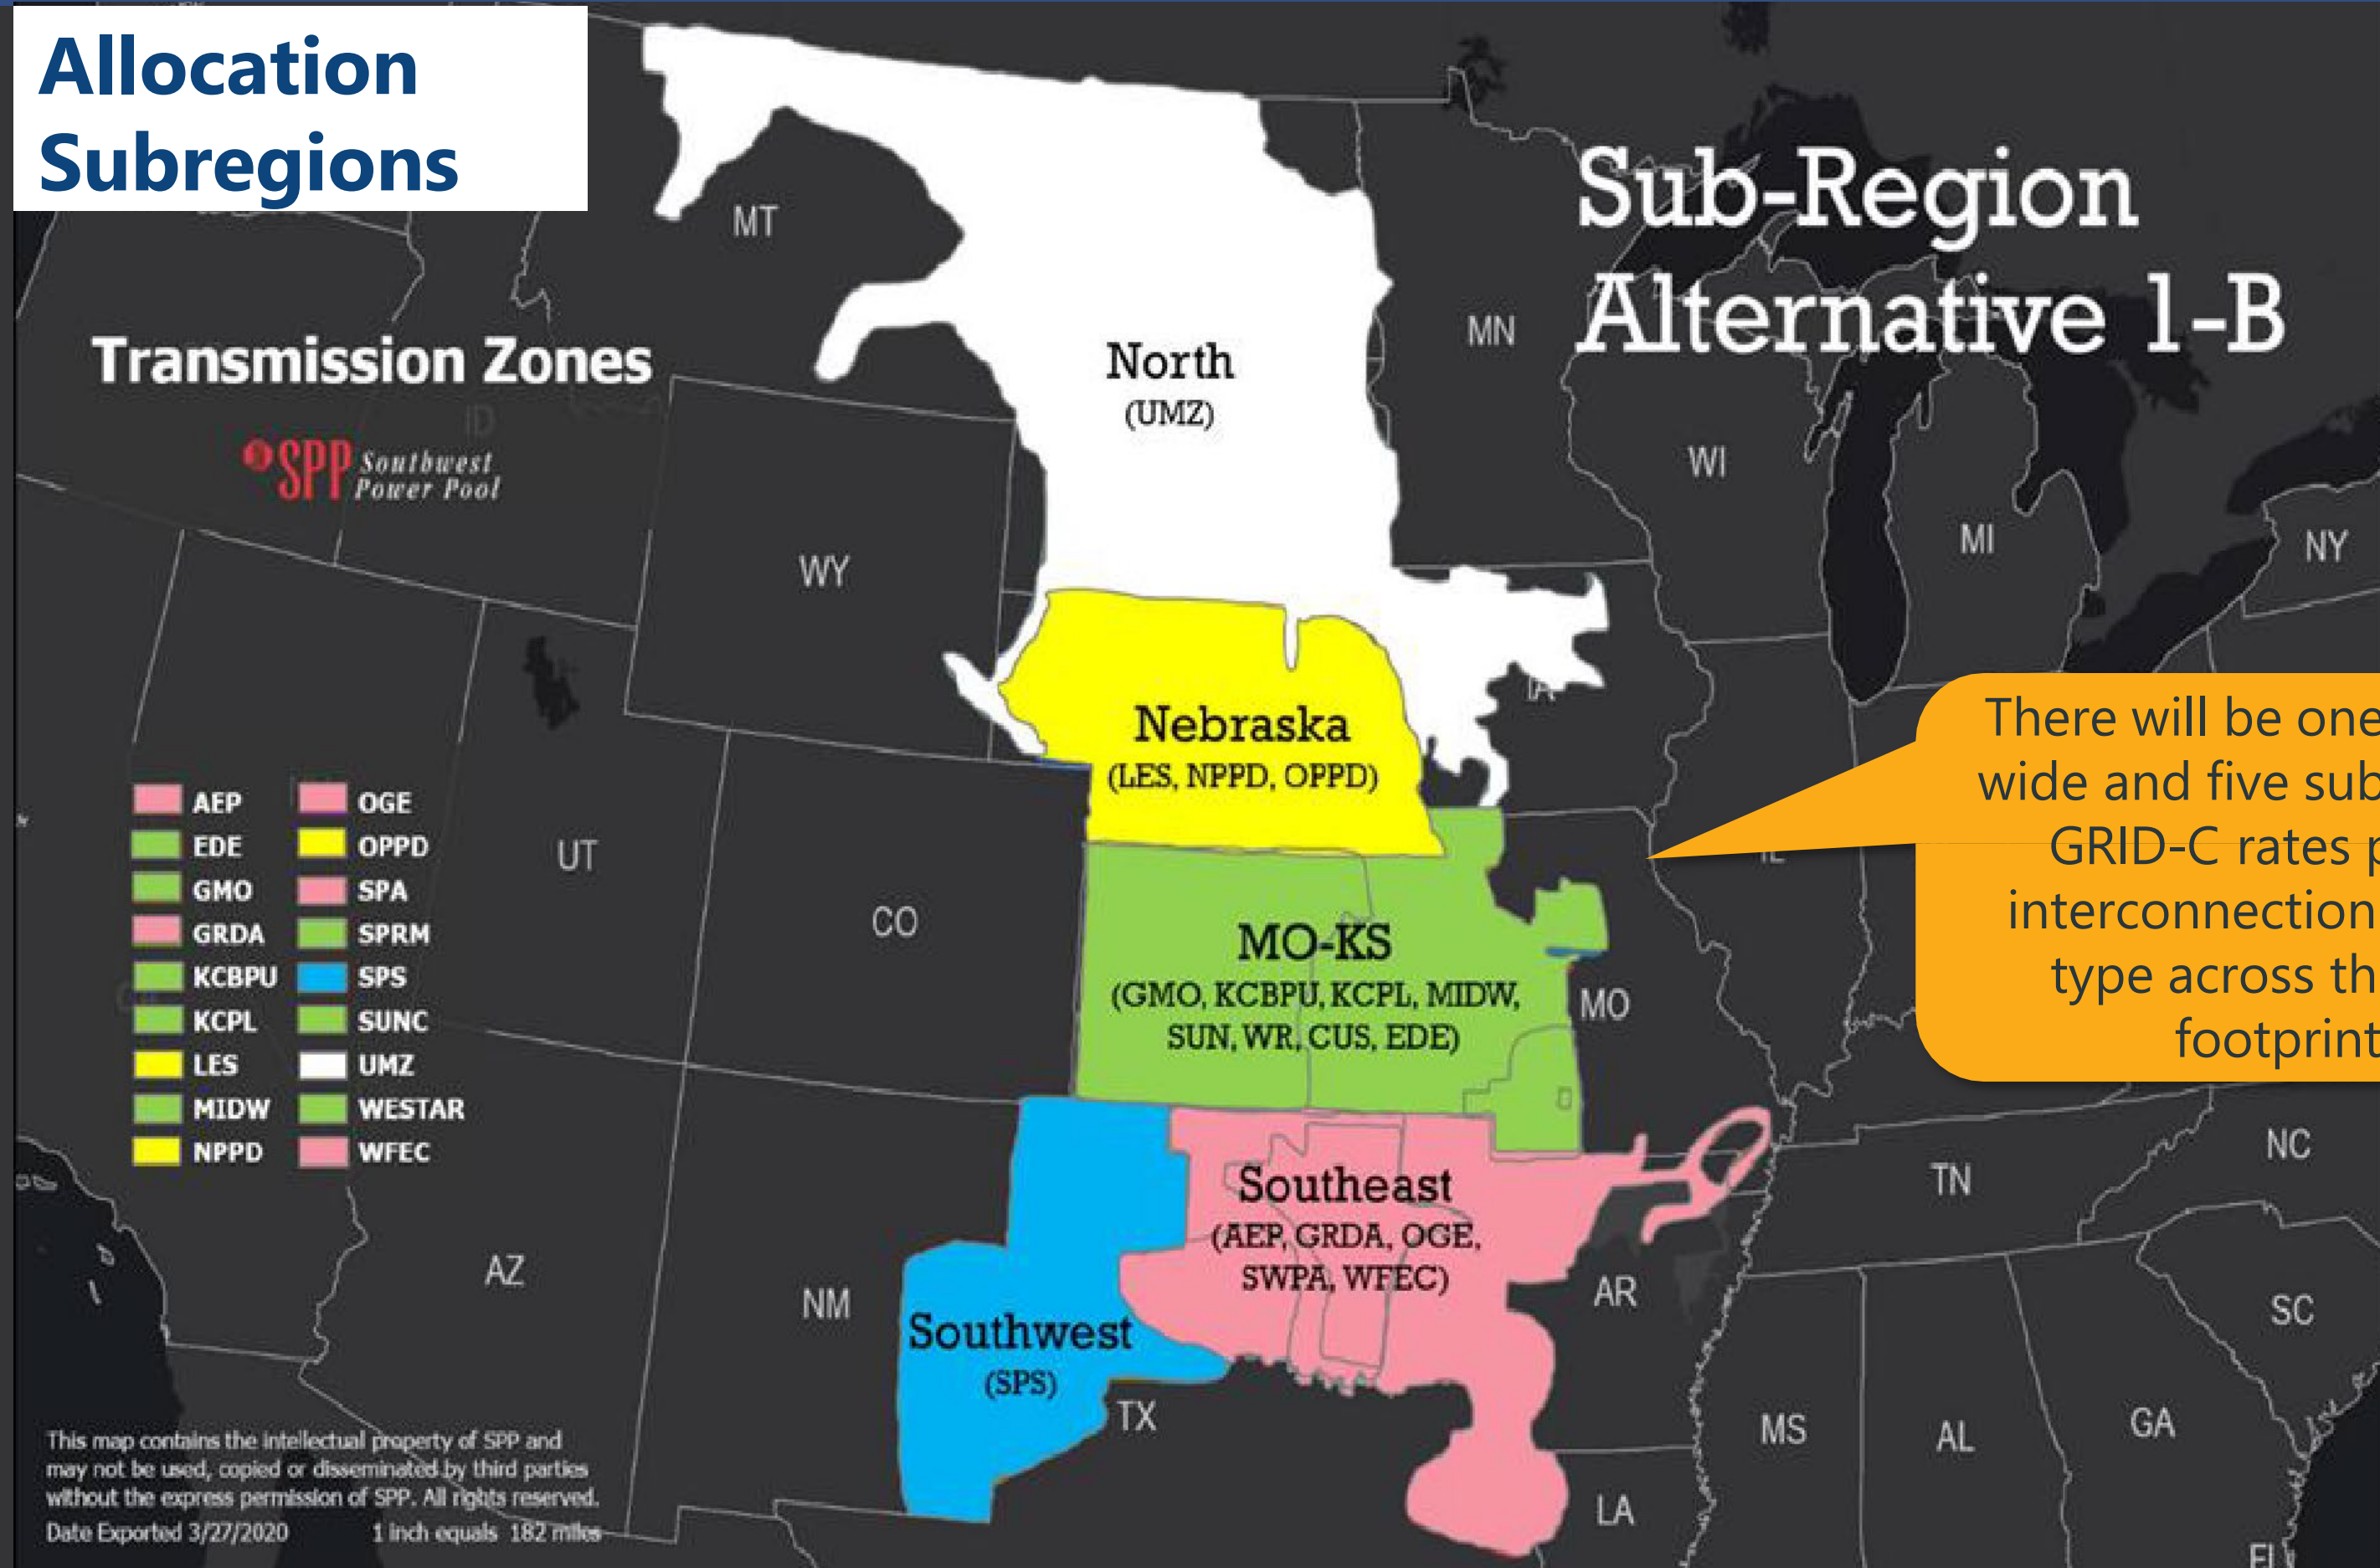 Allocation
Subregions
Sub-Region
Alternative 1-B
Transmission Zones
SPP Southwest
Power Pool
MT
ID
WY
UT
CO
AZ
NM
TX
MN
WI
MI
NY
IA
IL
MO
AR
LA
TN
NC
SC
MS
AL
GA
FL
North
(UMZ)
Nebraska
(LES, NPPD, OPPD)
MO-KS
(GMO, KCBPU, KCPL, MIDW,
SUN, WR, CUS, EDE)
Southeast
(AEP, GRDA, OGE,
SWPA, WFEC)
Southwest
(SPS)
There will be one
wide and five sub
GRID-C rates p
interconnection
type across th
footprint
AEP
EDE
GMO
GRDA
KCBPU
KCPL
LES
MIDW
NPPD
OGE
OPPD
SPA
SPRM
SPS
SUNC
UMZ
WESTAR
WFEC
This map contains the intellectual property of SPP and
may not be used, copied or disseminated by third parties
without the express permission of SPP. All rights reserved.
Date Exported 3/27/2020 1 inch equals 182 miles